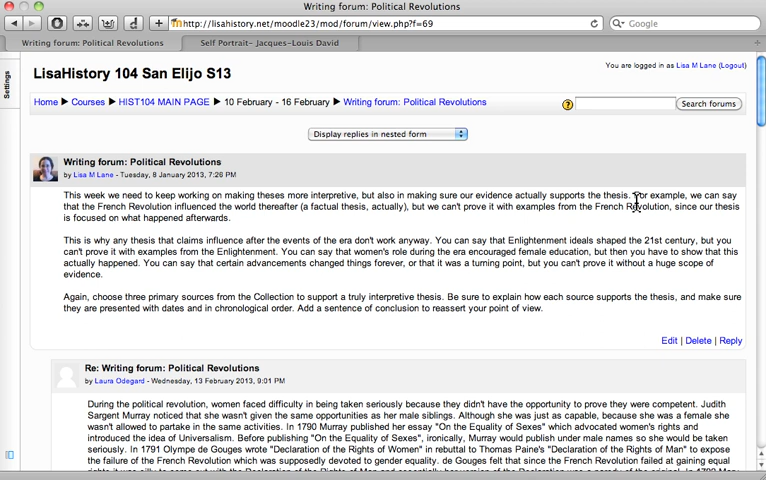 Writing forum: Political Revolutions
http://lisahistory.net/moodle23/mod/forum/view.php?f=69
Google
Writing forum: Political Revolutions
Self Portrait- Jacques-Louis David
Settings
You are logged in as Lisa M Lane (Logout)
LisaHistory 104 San Elijo S13
Home ▶ Courses ▶ HIST104 MAIN PAGE ▶ 10 February - 16 February ▶ Writing forum: Political Revolutions
Search forums
Display replies in nested form
Writing forum: Political Revolutions
by Lisa M Lane - Tuesday, 8 January 2013, 7:26 PM
This week we need to keep working on making theses more interpretive, but also in making sure our evidence actually supports the thesis. For example, we can say
that the French Revolution influenced the world thereafter (a factual thesis, actually), but we can't prove it with examples from the French Revolution, since our thesis
is focused on what happened afterwards.
This is why any thesis that claims influence after the events of the era don't work anyway. You can say that Enlightenment ideals shaped the 21st century, but you
can't prove it with examples from the Enlightenment. You can say that women's role during the era encouraged female education, but then you have to show that this
actually happened. You can say that certain advancements changed things forever, or that it was a turning point, but you can't prove it without a huge scope of
evidence.
Again, choose three primary sources from the Collection to support a truly interpretive thesis. Be sure to explain how each source supports the thesis, and make sure
they are presented with dates and in chronological order. Add a sentence of conclusion to reassert your point of view.
Edit | Delete | Reply
Re: Writing forum: Political Revolutions
by Laura Odegard - Wednesday, 13 February 2013, 9:01 PM
During the political revolution, women faced difficulty in being taken seriously because they didn't have the opportunity to prove they were competent. Judith
Sargent Murray noticed that she wasn't given the same opportunities as her male siblings. Although she was just as capable, because she was a female she
wasn't allowed to partake in the same activities. In 1790 Murray published her essay "On the Equality of Sexes" which advocated women's rights and
introduced the idea of Universalism. Before publishing "On the Equality of Sexes", ironically, Murray would publish under male names so she would be taken
seriously. In 1791 Olympe de Gouges wrote "Declaration of the Rights of Women" in rebuttal to Thomas Paine's "Declaration of the Rights of Man" to expose
the failure of the French Revolution which was supposedly devoted to gender equality. de Gouges felt that since the French Revolution failed at gaining equal